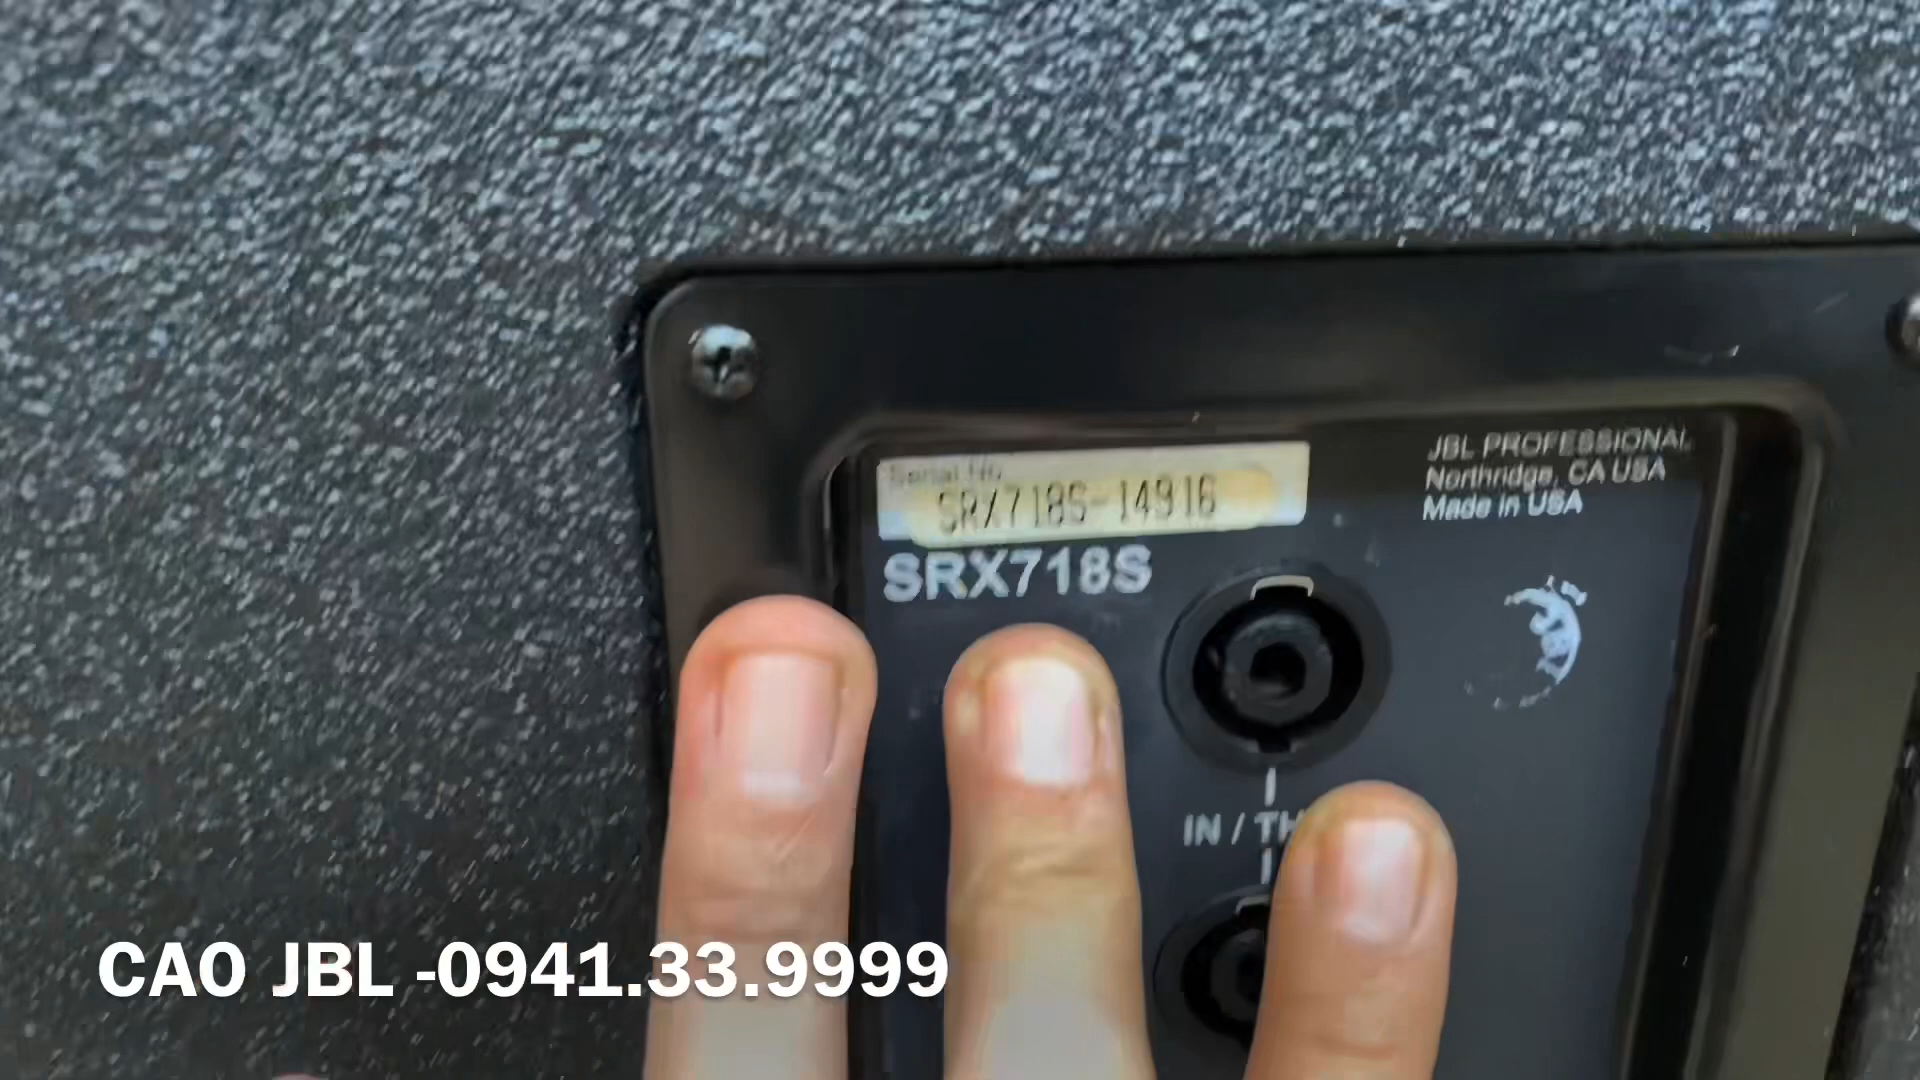 Serial No
SRX718S-14916
SRX718S
JBL PROFESSIONAL
Northridge, CA USA
Made in USA
IN / TH
CAO JBL -0941.33.9999